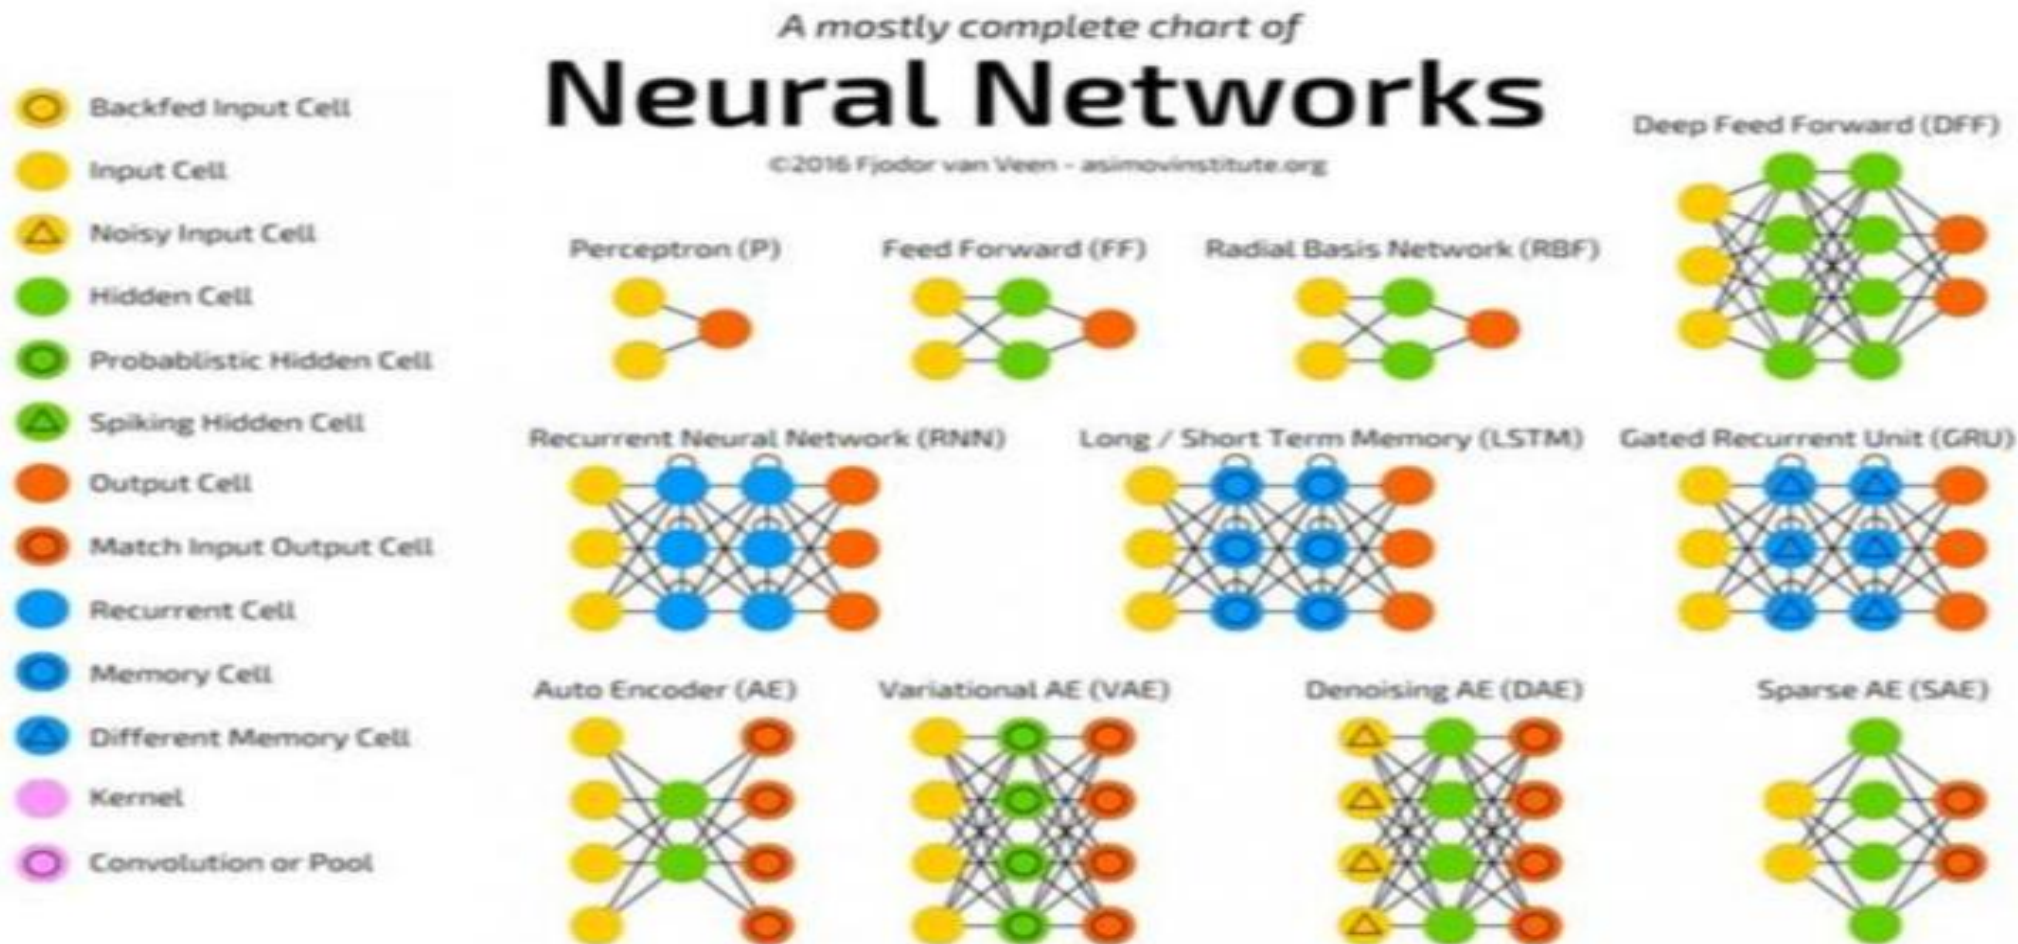 A mostly complete chart of
Neural Networks
©2016 Fjodor van Veen - asimovinstitute.org
Backfed Input Cell
Input Cell
Noisy Input Cell
Hidden Cell
Probablistic Hidden Cell
Spiking Hidden Cell
Output Cell
Match Input Output Cell
Recurrent Cell
Memory Cell
Different Memory Cell
Kernel
Convolution or Pool
Deep Feed Forward (DFF)
Perceptron (P)
Feed Forward (FF)
Radial Basis Network (RBF)
Recurrent Neural Network (RNN)
Long / Short Term Memory (LSTM)
Gated Recurrent Unit (GRU)
Auto Encoder (AE)
Variational AE (VAE)
Denoising AE (DAE)
Sparse AE (SAE)